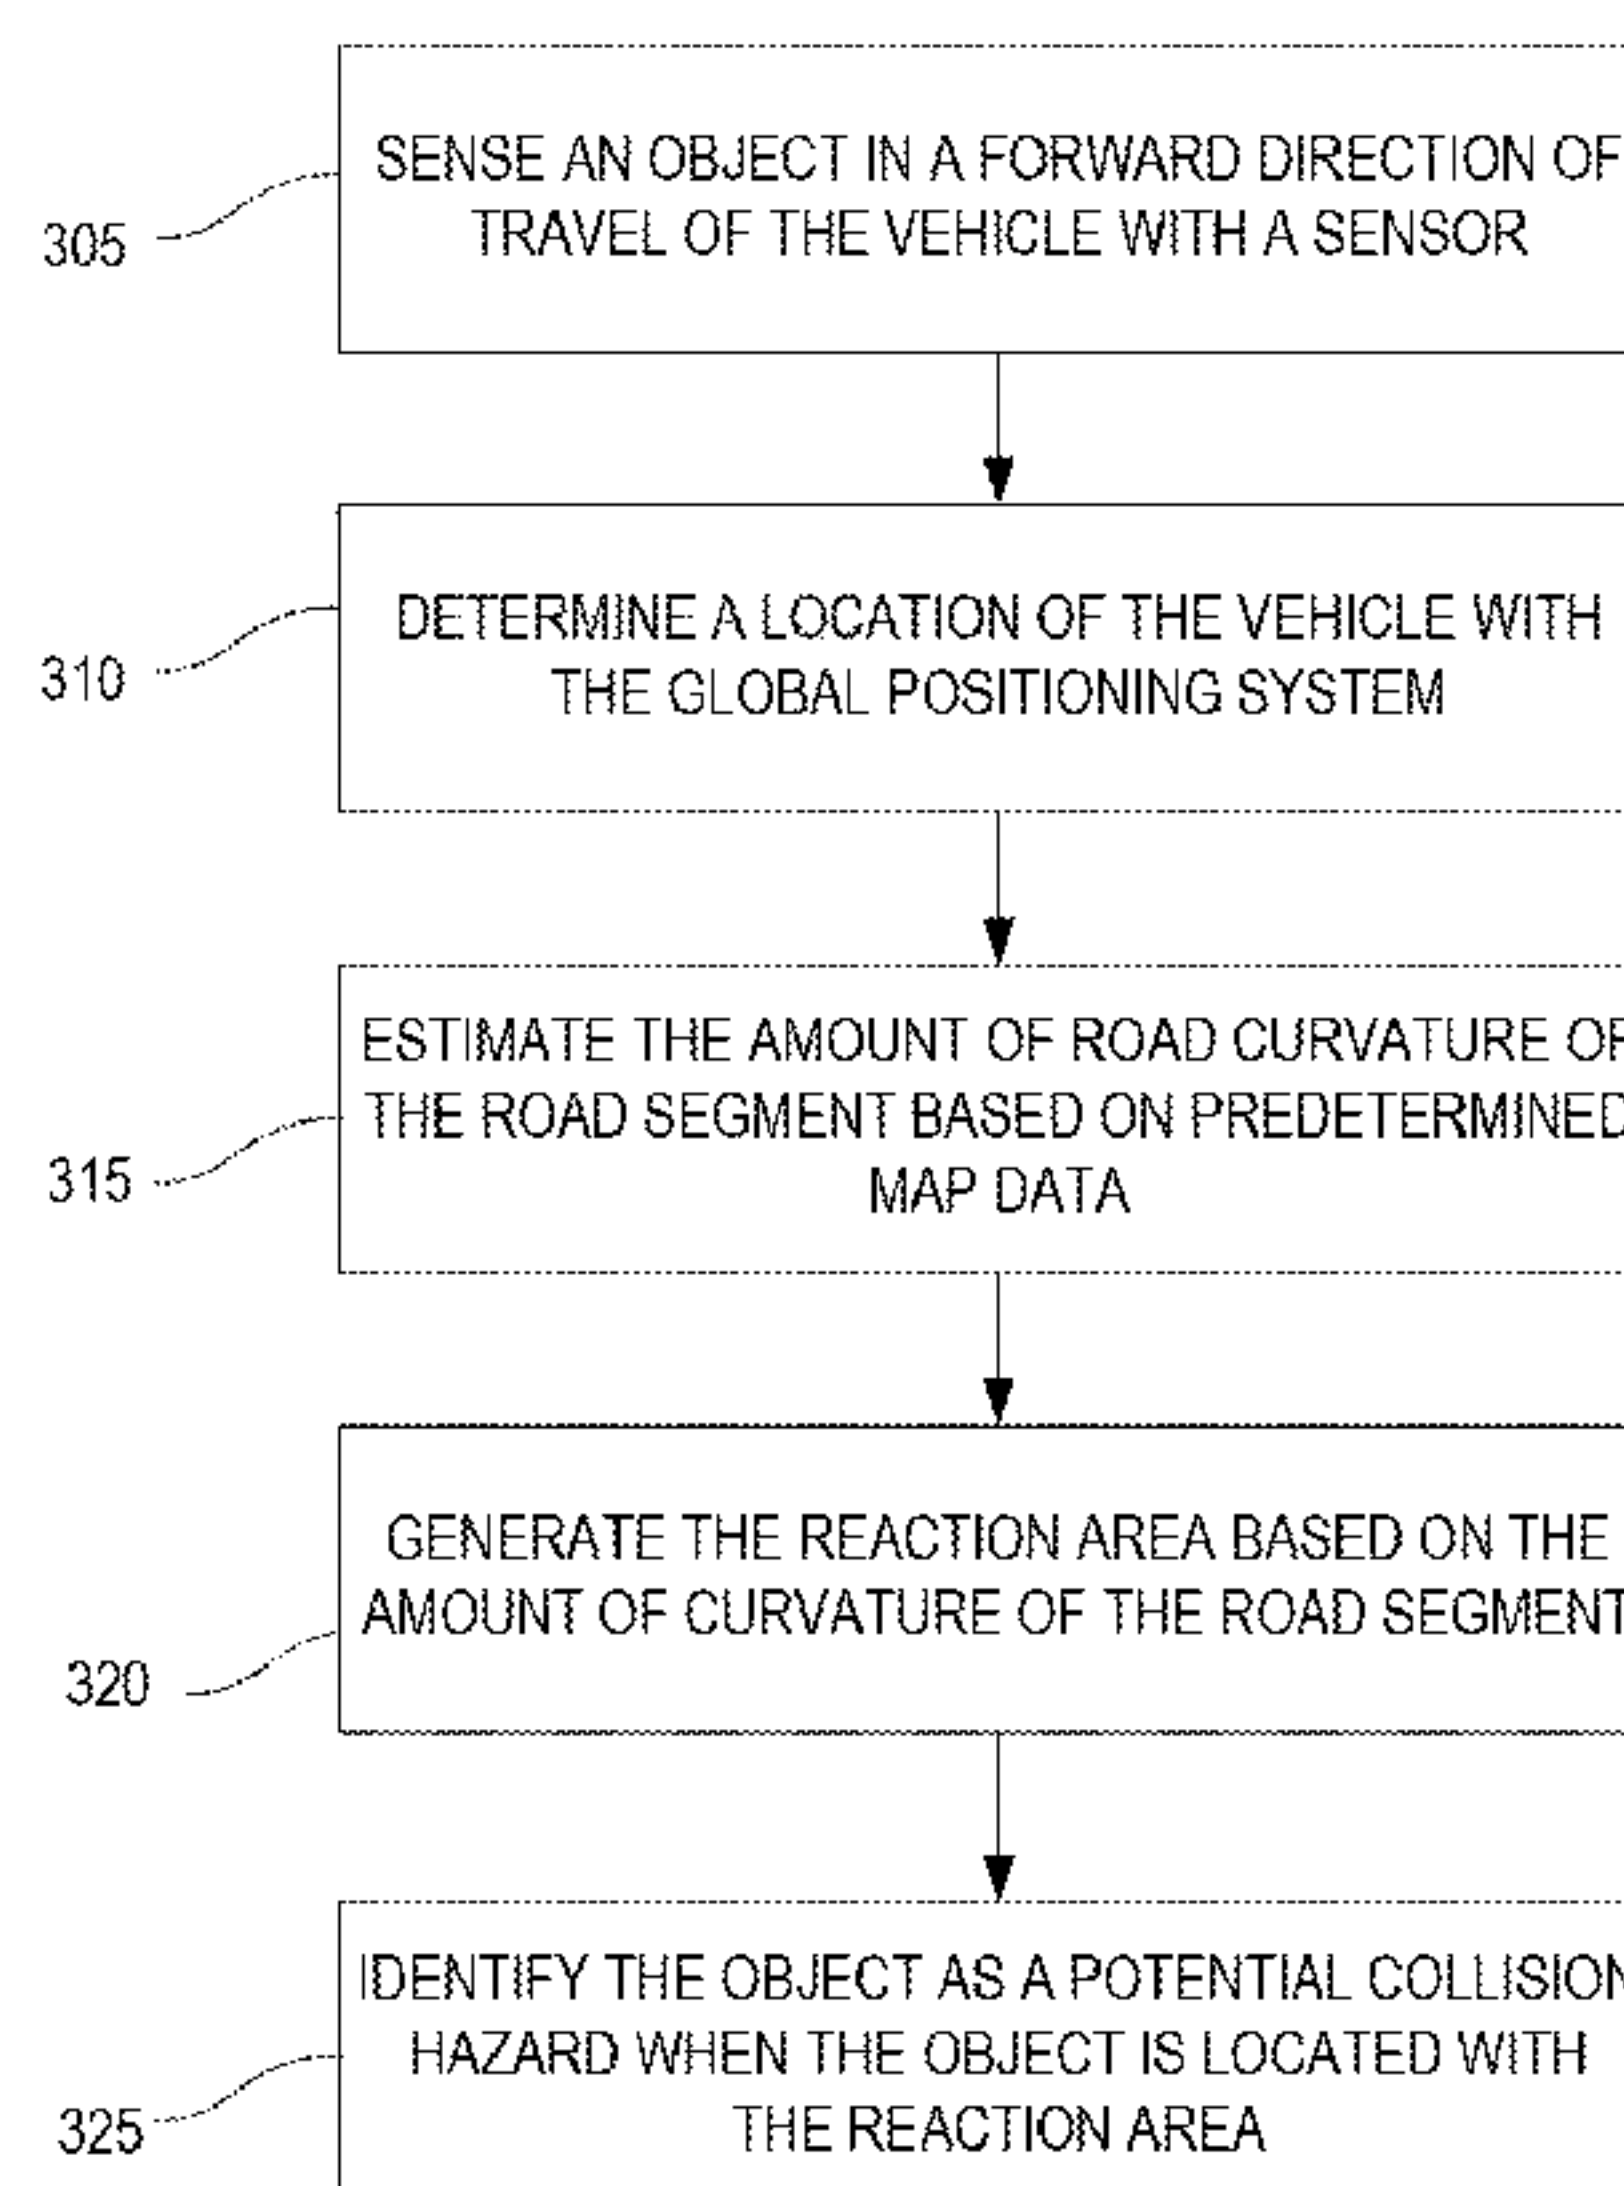 SENSE AN OBJECT IN A FORWARD DIRECTION OF
TRAVEL OF THE VEHICLE WITH A SENSOR
305
DETERMINE A LOCATION OF THE VEHICLE WITH
THE GLOBAL POSITIONING SYSTEM
310
ESTIMATE THE AMOUNT OF ROAD CURVATURE OF
THE ROAD SEGMENT BASED ON PREDETERMINED
MAP DATA
315
GENERATE THE REACTION AREA BASED ON THE
AMOUNT OF CURVATURE OF THE ROAD SEGMENT
320
IDENTIFY THE OBJECT AS A POTENTIAL COLLISION
HAZARD WHEN THE OBJECT IS LOCATED WITH
THE REACTION AREA
325